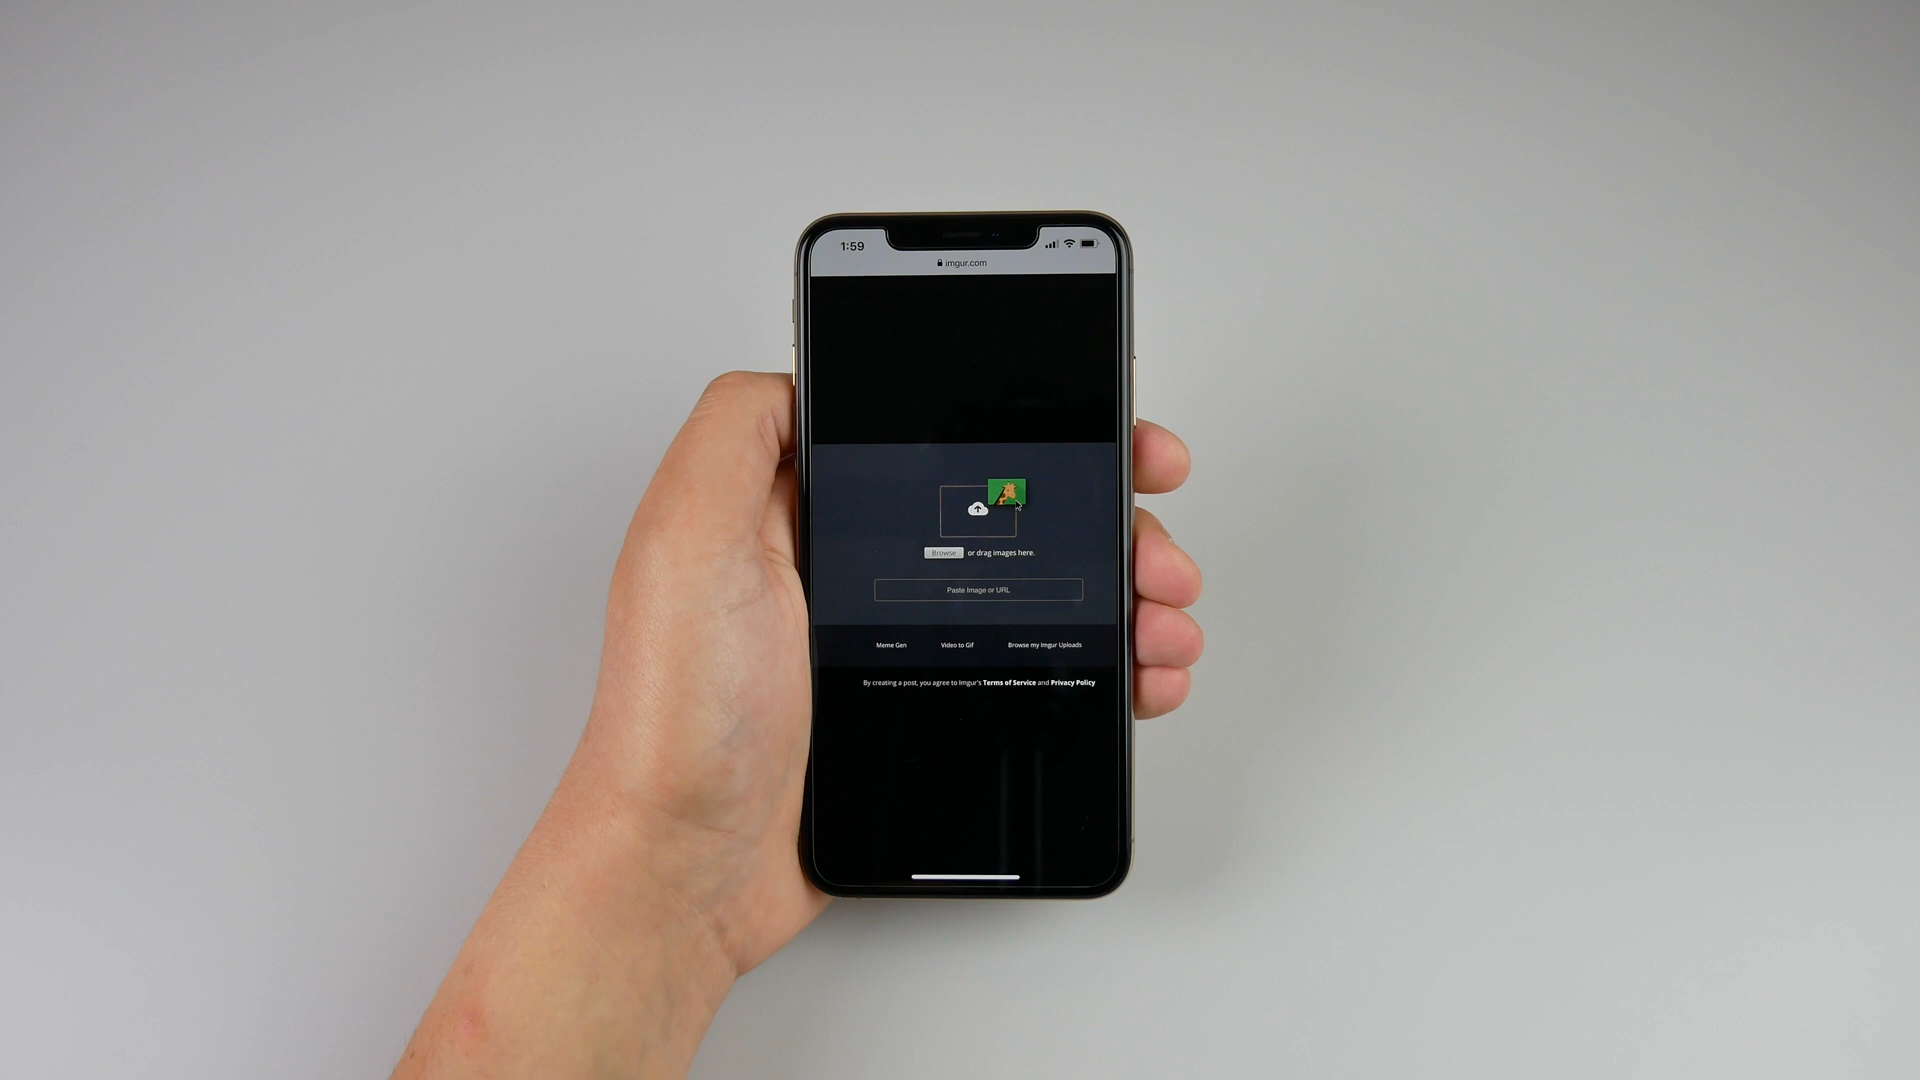 1:59
imgur.com
Browse or drag images here.
Paste Image or URL
Meme Gen Video to Gif Browse my Imgur Uploads
By creating a post, you agree to Imgur's Terms of Service and Privacy Policy